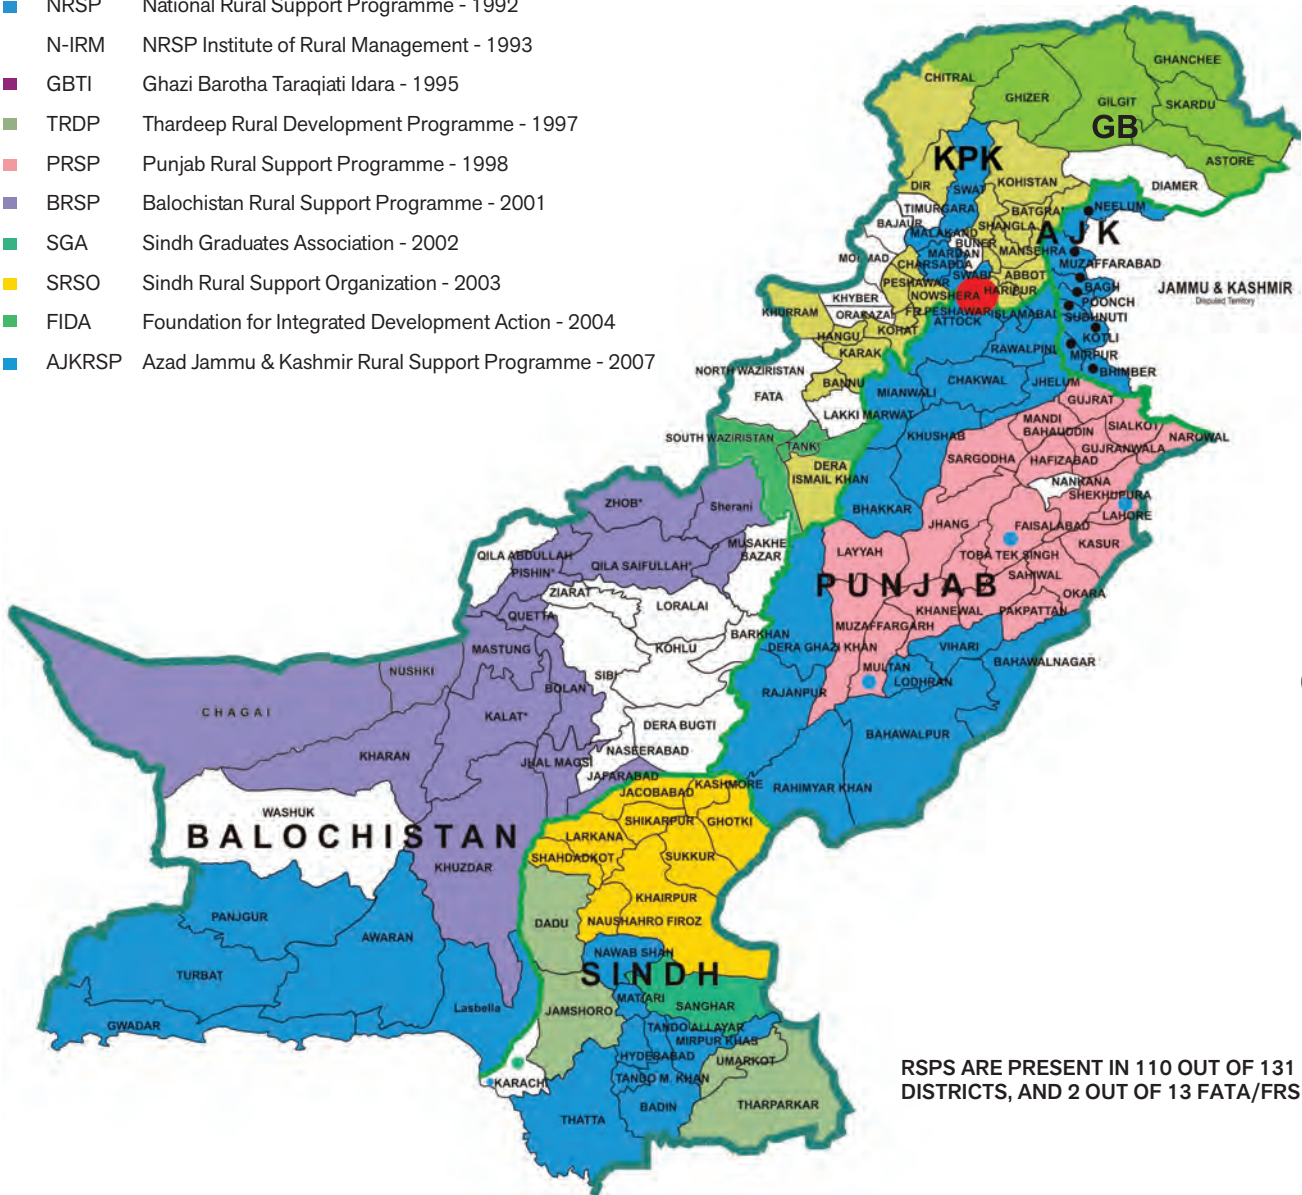 NRSP National Rural Support Programme - 1992
N-IRM NRSP Institute of Rural Management - 1993
GBTI Ghazi Barotha Taraqiati Idara - 1995
TRDP Thardeep Rural Development Programme - 1997
PRSP Punjab Rural Support Programme - 1998
BRSP Balochistan Rural Support Programme - 2001
SGA Sindh Graduates Association - 2002
SRSO Sindh Rural Support Organization - 2003
FIDA Foundation for Integrated Development Action - 2004
AJKRSP Azad Jammu & Kashmir Rural Support Programme - 2007
GHANCHEE
CHITRAL
GHIZER
GILGIT
SKARDU
GB
KPK
ASTORE
DIR
SWAT
KOHISTAN
DIAMER
TIMURGARA
BATGRA
NEELUM
BAJAUR
MALAKAND
SHANGLA
AJK
BUNER
MARDAN
MANSEHRA
MUZAFFARABAD
CHARSADDA
SWABI
ABBOT
PESHAWAR
HARIPUR
BAGH
JAMMU & KASHMIR
Disputed Territory
NOWSHERA
POONCH
KHYBER
KHURRAM
ORAKAZAI
FR.PESHAWAR
ISLAMABAD
SUDHNUTI
ATTOCK
HANGU
KOHAT
KOTLI
KARAK
RAWALPINI
MIRPUR
NORTH WAZIRISTAN
BANNU
BHIMBER
FATA
MIANWALI
CHAKWAL
JHELUM
LAKKI MARWAT
GUJRAT
SOUTH WAZIRISTAN
TANK
KHUSHAB
MANDI
BAHAUDDIN
SIALKOT
NAROWAL
GUJRANWALA
DERA
ISMAIL KHAN
SARGODHA
HAFIZABAD
NANKANA
SHEKHUPURA
ZHOB*
Sherani
BHAKKAR
LAHORE
JHANG
FAISALABAD
MUSAKHE
BAZAR
LAYYAH
TOBA TEK SINGH
KASUR
QILA ABDULLAH
PISHIN*
QILA SAIFULLAH*
SAHIWAL
PUNJAB
ZIARAT
LORALAI
OKARA
QUETTA
KHANEWAL
PAKPATTAN
MUZAFFARGARH
BARKHAN
MASTUNG
KOHLU
DERA GHAZI KHAN
VIHARI
BAHAWALNAGAR
NUSHKI
SIBI
MULTAN
LODHRAN
BOLAN
RAJANPUR
CHAGAI
KALAT*
DERA BUGTI
BAHAWALPUR
KHARAN
NASEERABAD
JHAL MAGSI
JAFARABAD
KASHMORE
JACOBABAD
RAHIMYAR KHAN
WASHUK
BALOCHISTAN
SHIKARPUR
GHOTKI
LARKANA
SHAHDADKOT
SUKKUR
KHUZDAR
KHAIRPUR
PANJGUR
DADU
NAUSHAHRO FIROZ
AWARAN
NAWAB SHAH
SINDH
TURBAT
MATIARI
Lasbella
JAMSHORO
SANGHAR
GWADAR
TANDO ALLAYAR
MIRPUR KHAS
HYDERABAD
UMARKOT
KARACHI
TANDO M. KHAN
BADIN
THARPARKAR
THATTA
RSPS ARE PRESENT IN 110 OUT OF 131
DISTRICTS, AND 2 OUT OF 13 FATA/FRS